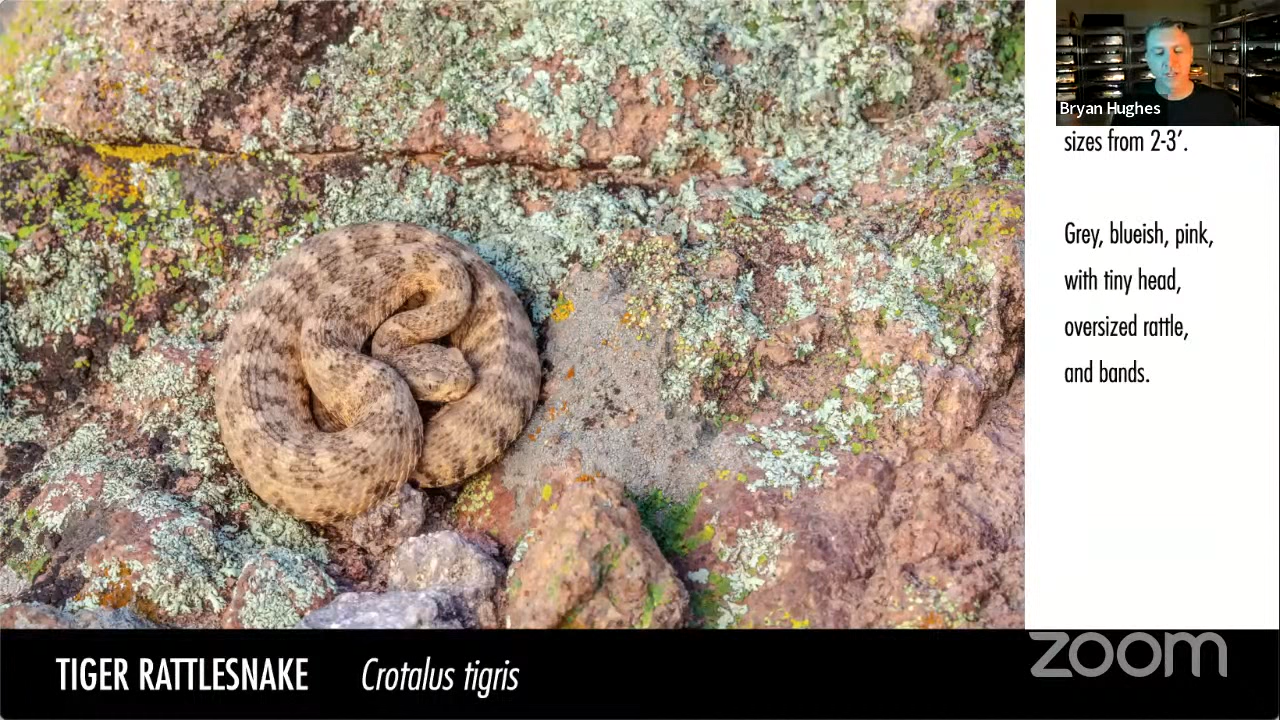 Bryan Hughes
sizes from 2-3′.
Grey, blueish, pink,
with tiny head,
oversized rattle,
and bands.
TIGER RATTLESNAKE Crotalus tigris
zoom